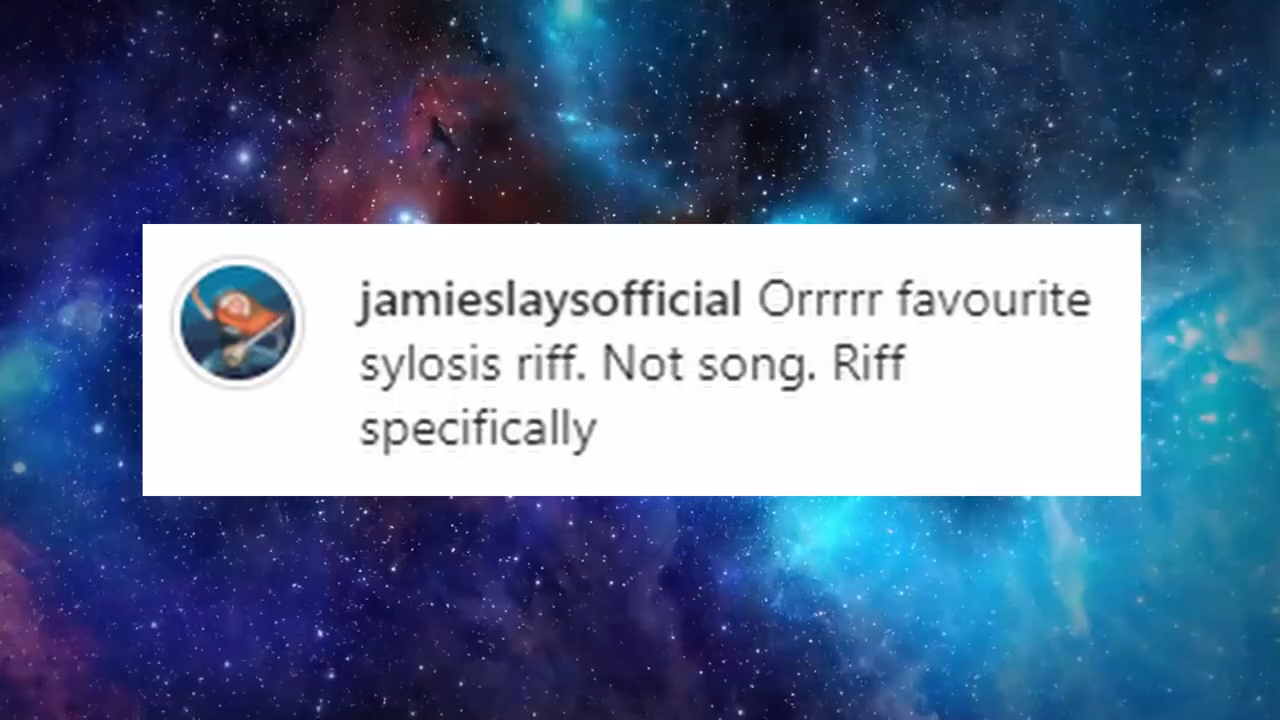 jamieslaysofficial Orrrrr favourite
sylosis riff. Not song. Riff
specifically